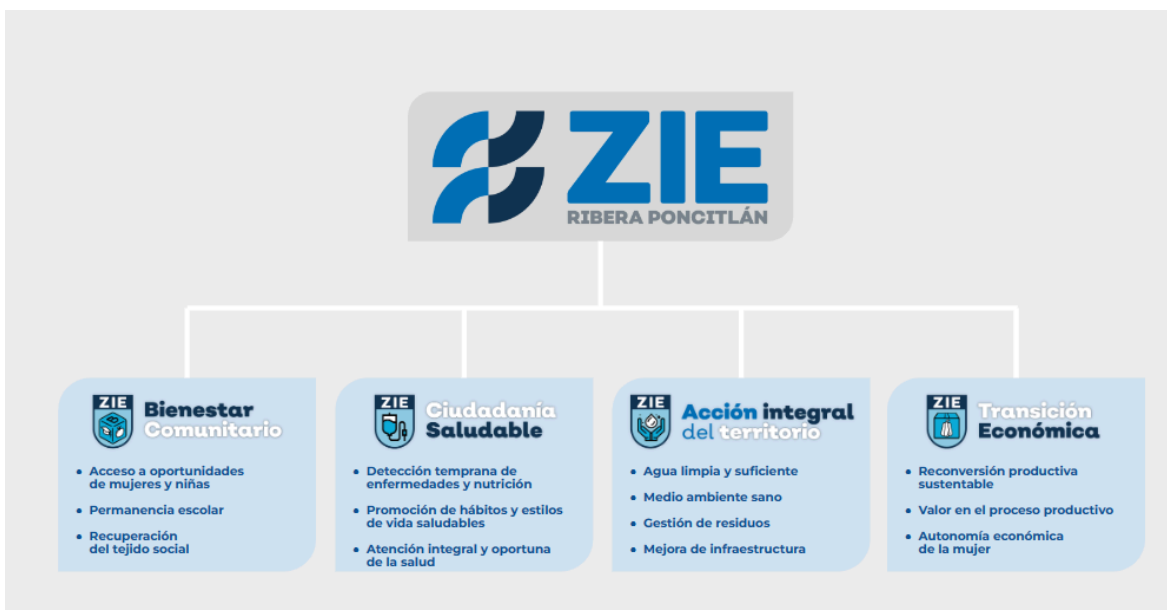 ZIE
RIBERA PONCITLÁN
ZIE
Bienestar
Comunitario
• Acceso a oportunidades
de mujeres y niñas
• Permanencia escolar
• Recuperación
del tejido social
ZIE
Ciudadanía
Saludable
• Detección temprana de
enfermedades y nutrición
• Promoción de hábitos y estilos
de vida saludables
• Atención integral y oportuna
de la salud
ZIE
Acción integral
del territorio
• Agua limpia y suficiente
• Medio ambiente sano
• Gestión de residuos
• Mejora de infraestructura
ZIE
Transición
Económica
• Reconversión productiva
sustentable
• Valor en el proceso productivo
• Autonomía económica
de la mujer